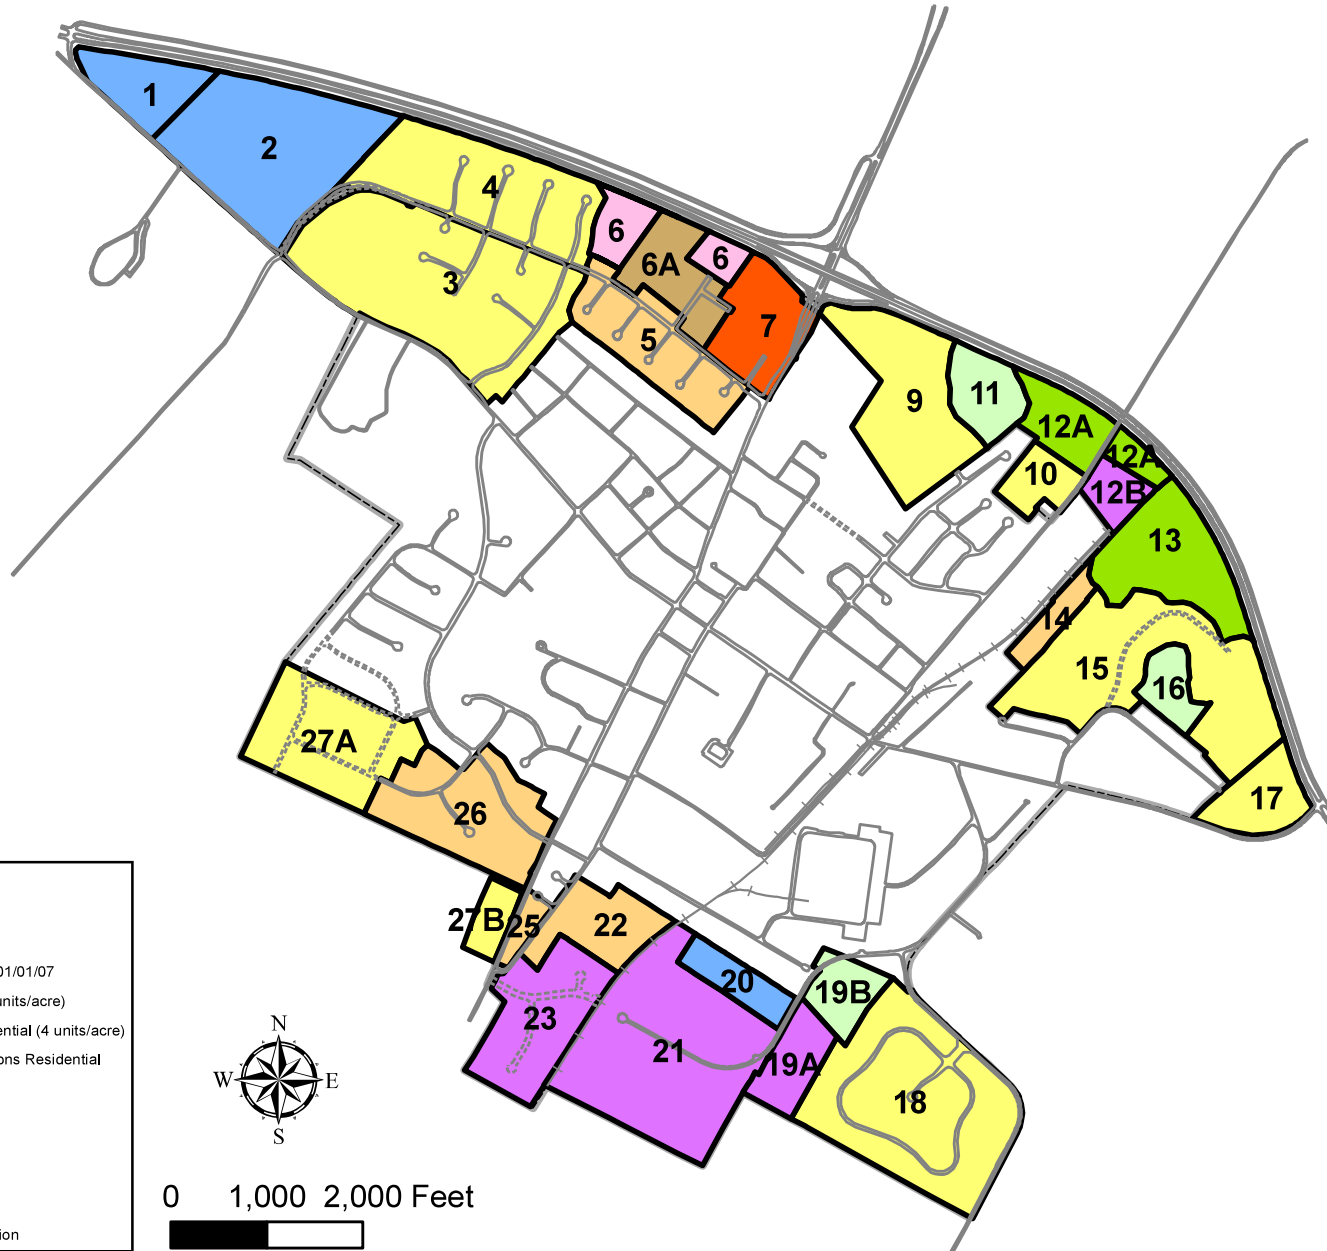 1
2
4
3
6
6
6A
7
5
9
11
12A
12A
10
12B
13
14
15
16
17
27A
26
27B
25
22
20
19B
23
21
19A
18
01/01/07
units/acre)
ential (4 units/acre)
ons Residential
ion
N
W E
S
0 1,000 2,000 Feet